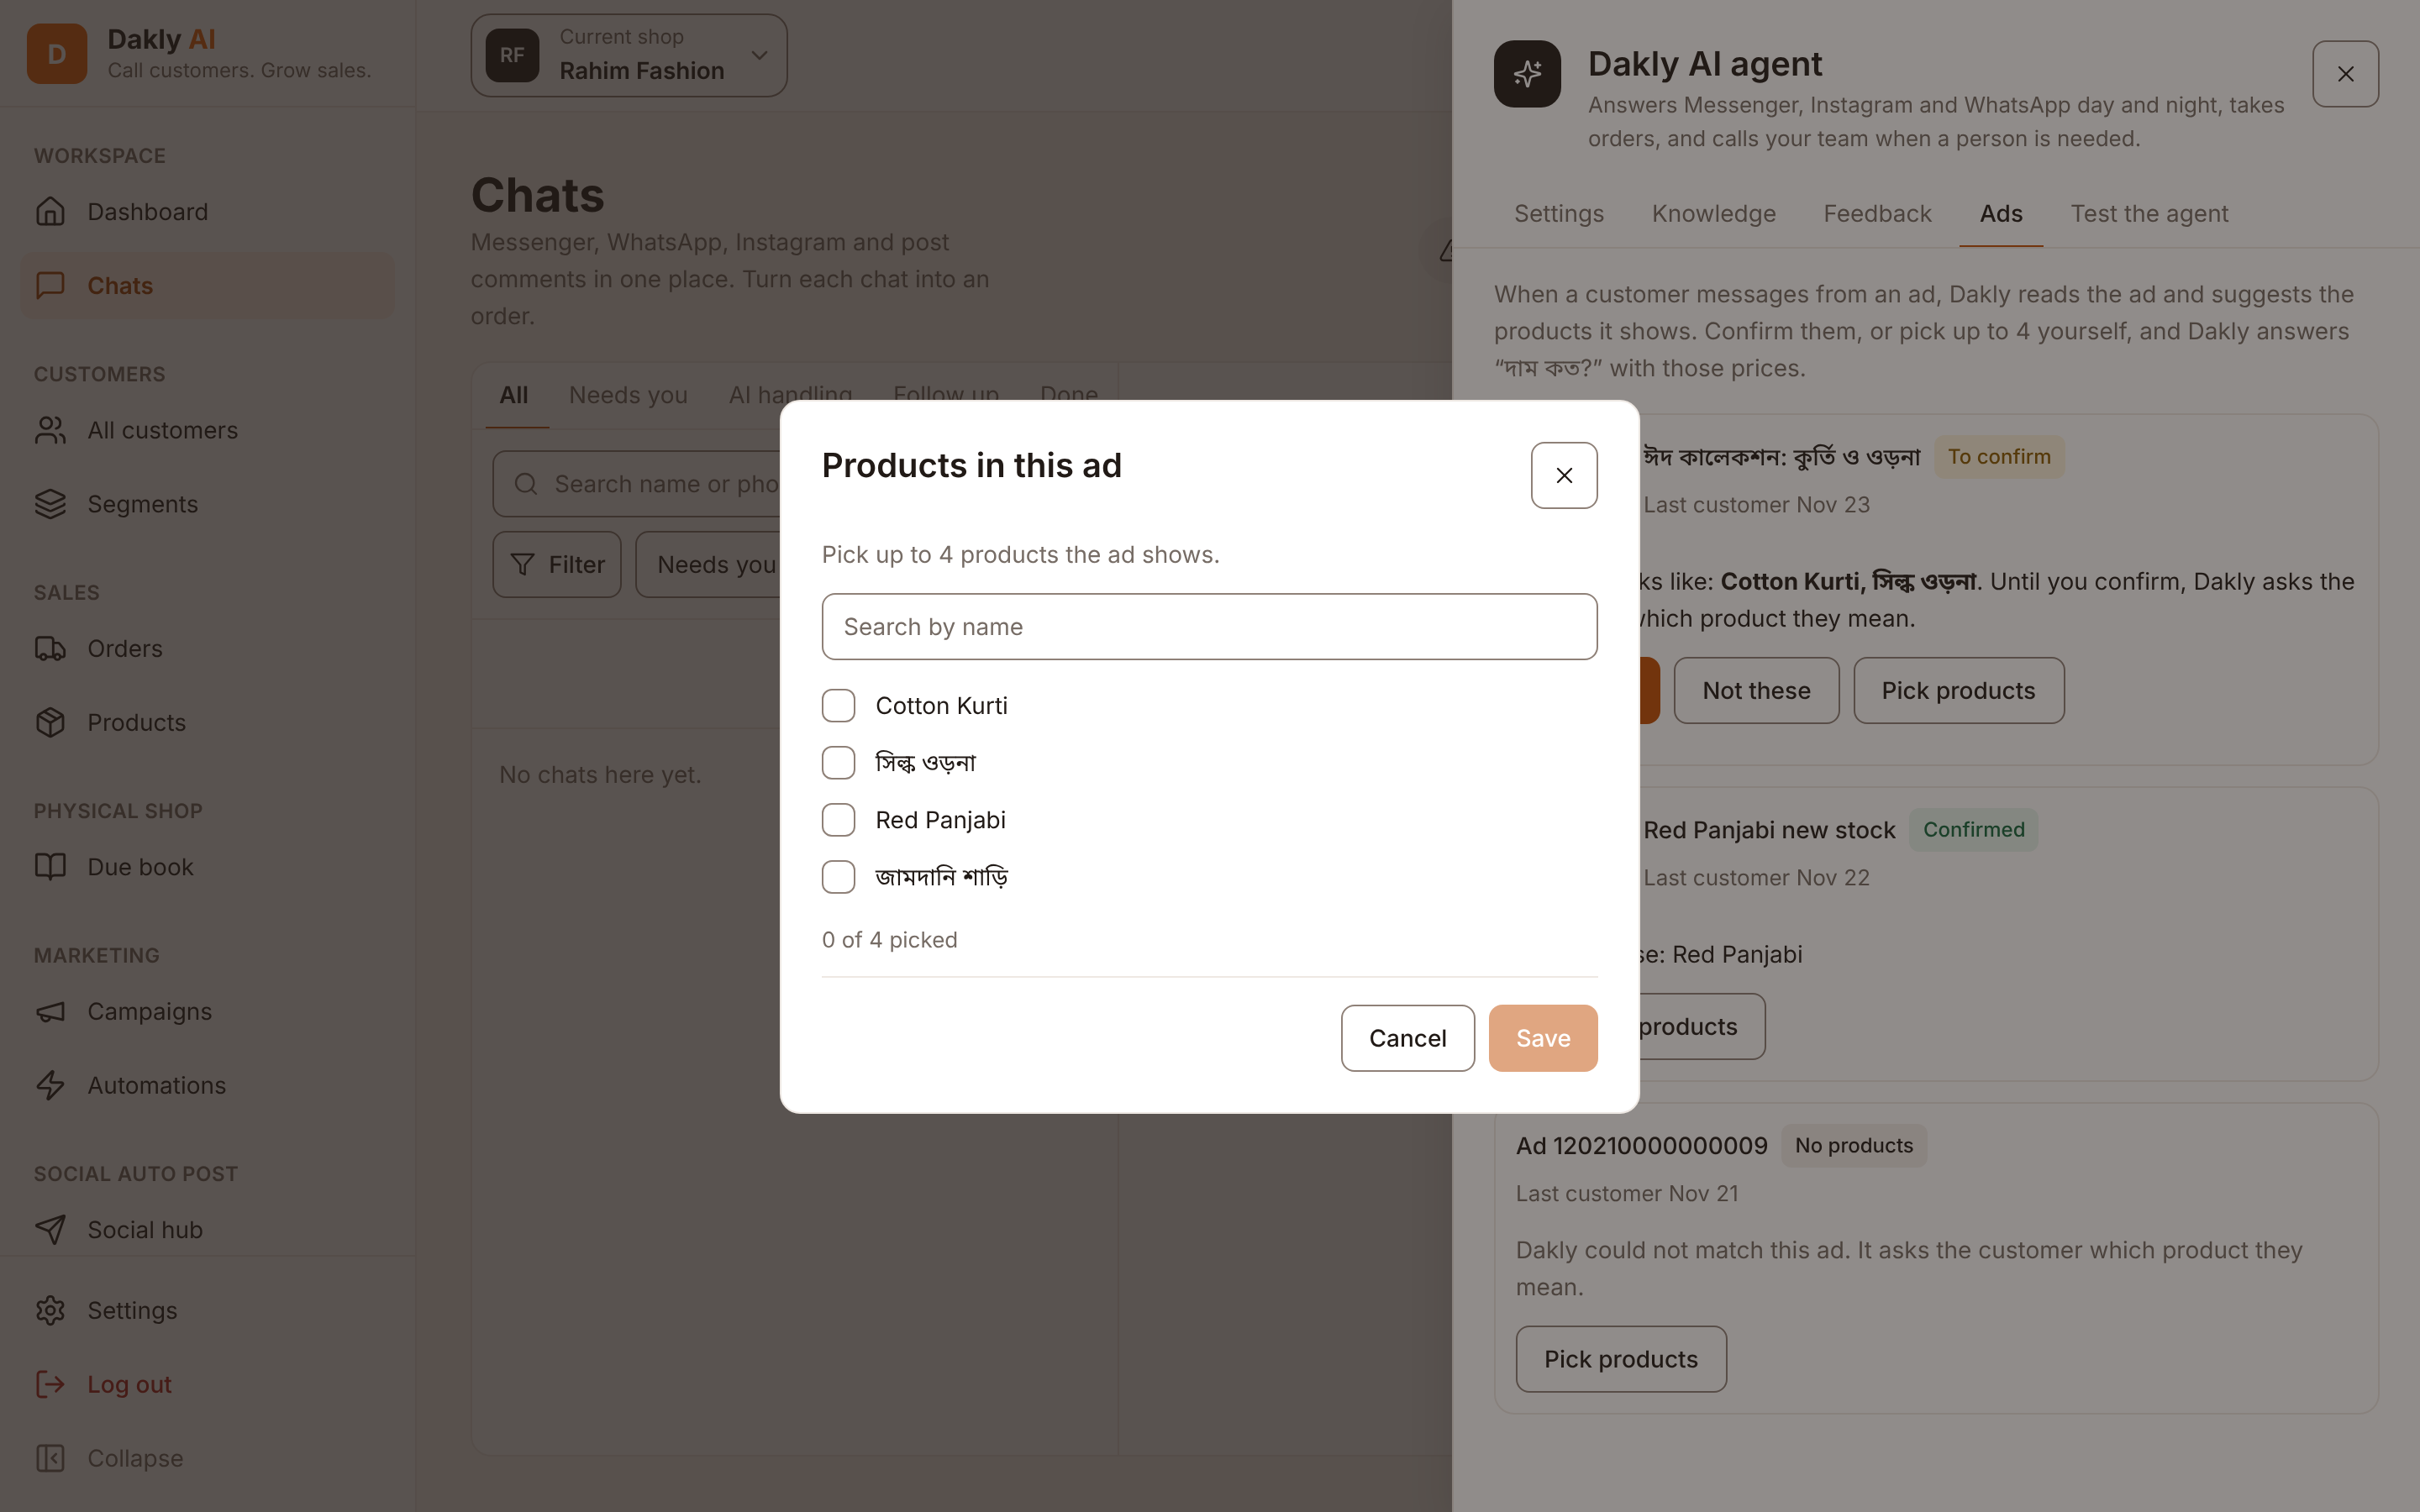 D
Dakly AI
Call customers. Grow sales.
WORKSPACE
Dashboard
Chats
CUSTOMERS
All customers
Segments
SALES
Orders
Products
PHYSICAL SHOP
Due book
MARKETING
Campaigns
Automations
SOCIAL AUTO POST
Social hub
Settings
Log out
Collapse
RF
Current shop
Rahim Fashion
Chats
Messenger, WhatsApp, Instagram and post
comments in one place. Turn each chat into an
order.
All Needs you AI handling Follow up Done
Search name or pho
Filter Needs you
No chats here yet.
Products in this ad
Pick up to 4 products the ad shows.
Search by name
Cotton Kurti
সিল্ক ওড়না
Red Panjabi
জামদানি শাড়ি
0 of 4 picked
Cancel Save
Dakly AI agent
Answers Messenger, Instagram and WhatsApp day and night, takes
orders, and calls your team when a person is needed.
Settings Knowledge Feedback Ads Test the agent
When a customer messages from an ad, Dakly reads the ad and suggests the
products it shows. Confirm them, or pick up to 4 yourself, and Dakly answers
“দাম কত?” with those prices.
ঈদ কালেকশন: কুর্তি ও ওড়না To confirm
Last customer Nov 23
like: Cotton Kurti, সিল্ক ওড়না. Until you confirm, Dakly asks the
which product they mean.
Not these Pick products
Red Panjabi new stock Confirmed
Last customer Nov 22
Red Panjabi
products
Ad 120210000000009 No products
Last customer Nov 21
Dakly could not match this ad. It asks the customer which product they
mean.
Pick products